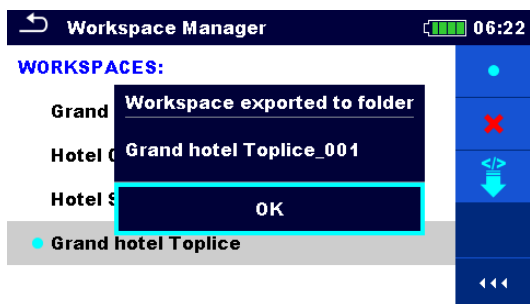 Workspace Manager 06:22
WORKSPACES:
Grand
Workspace exported to folder
Hotel
Grand hotel Toplice_001
Hotel
OK
Grand hotel Toplice